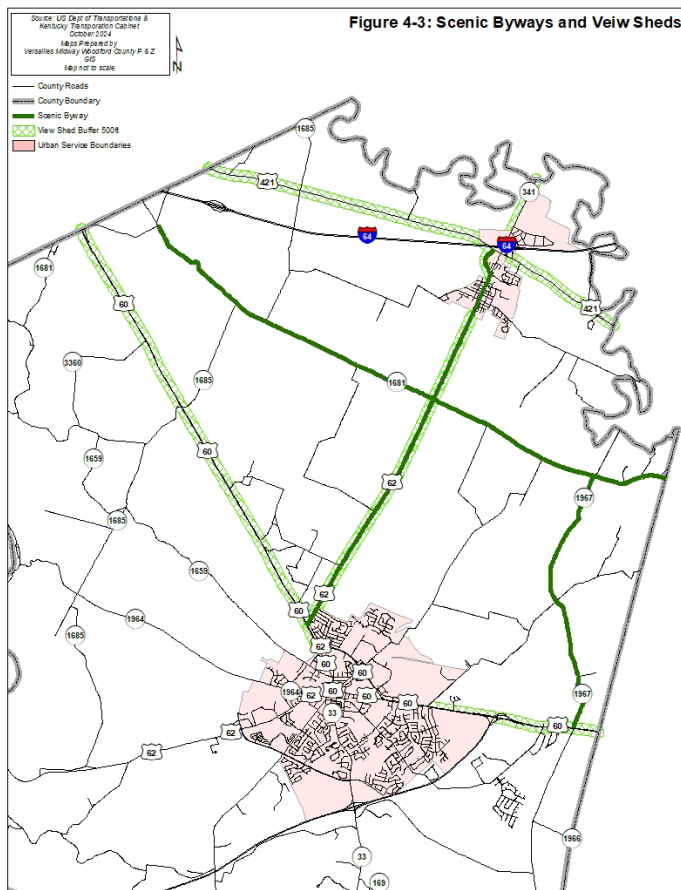 Source: US Dept of Transportationa &
Kentucky Transporation Cabinet
October 2024
Maps Prepared by
Versailles Midway Woodford County P & Z
GIS
Map not to scale.
N
Figure 4-3: Scenic Byways and Veiw Sheds
County Roads
County Boundary
Scenic Byway
View Shed Buffer 500ft
Urban Service Boundaries
1685
421
341
64
64
1681
60
421
3360
1685
1681
60
1659
62
1967
1685
1659
62
60
1964
1685
62
60
60
1964
62
60
60
60
1967
33
60
62
62
1966
33
169